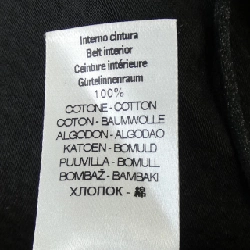 Interno cintura
Belt interior
Ceinture intérieure
Gürtelinnenraum
100%
COTONE - COTTON
COTON - BAUMWOLLE
ALGODON - ALGODAO
KATOEN - BOMULD
PUUVILLA - BOMULL
BOMBAŽ - BAMBAKI
ХЛОПОК - 綿